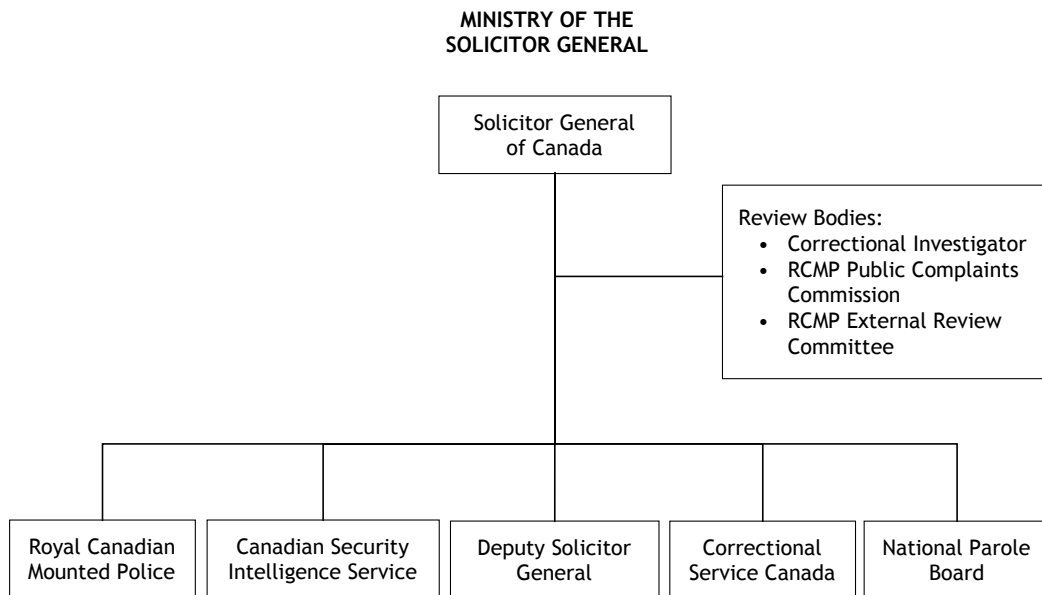 MINISTRY OF THE
SOLICITOR GENERAL
Solicitor General
of Canada
Review Bodies:
• Correctional Investigator
• RCMP Public Complaints
Commission
• RCMP External Review
Committee
Royal Canadian
Mounted Police
Canadian Security
Intelligence Service
Deputy Solicitor
General
Correctional
Service Canada
National Parole
Board